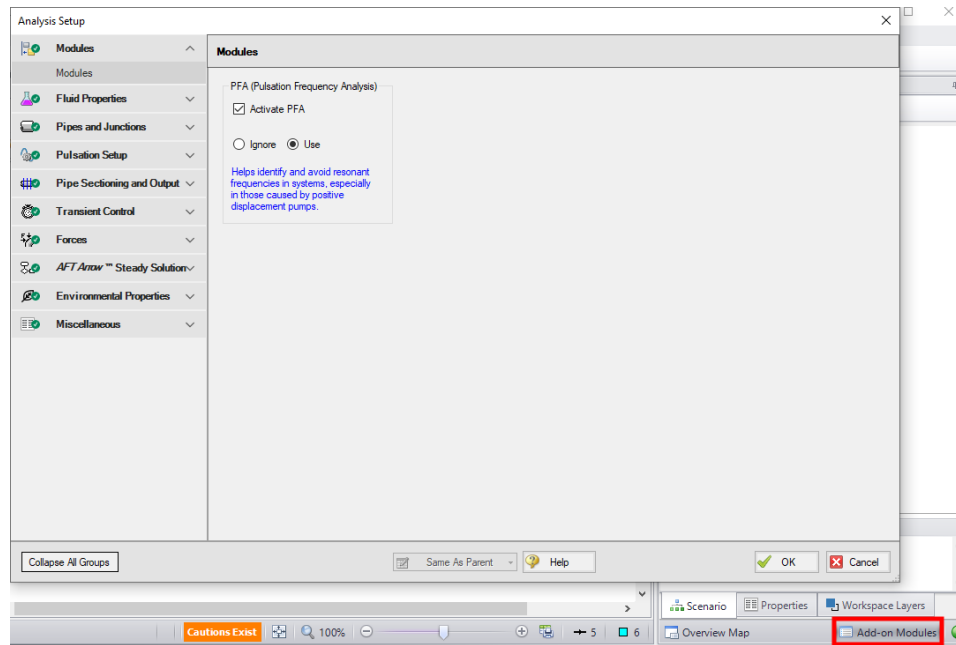 Analysis Setup
Modules
Modules
Fluid Properties
Pipes and Junctions
Pulsation Setup
Pipe Sectioning and Output
Transient Control
Forces
AFT Arrow ™ Steady Solution
Environmental Properties
Miscellaneous
Modules
PFA (Pulsation Frequency Analysis)
Activate PFA
Ignore Use
Helps identify and avoid resonant
frequencies in systems, especially
in those caused by positive
displacement pumps.
Collapse All Groups
Same As Parent
Help
OK
Cancel
Scenario Properties Workspace Layers
Cautions Exist 100% 5 6 Overview Map Add-on Modules